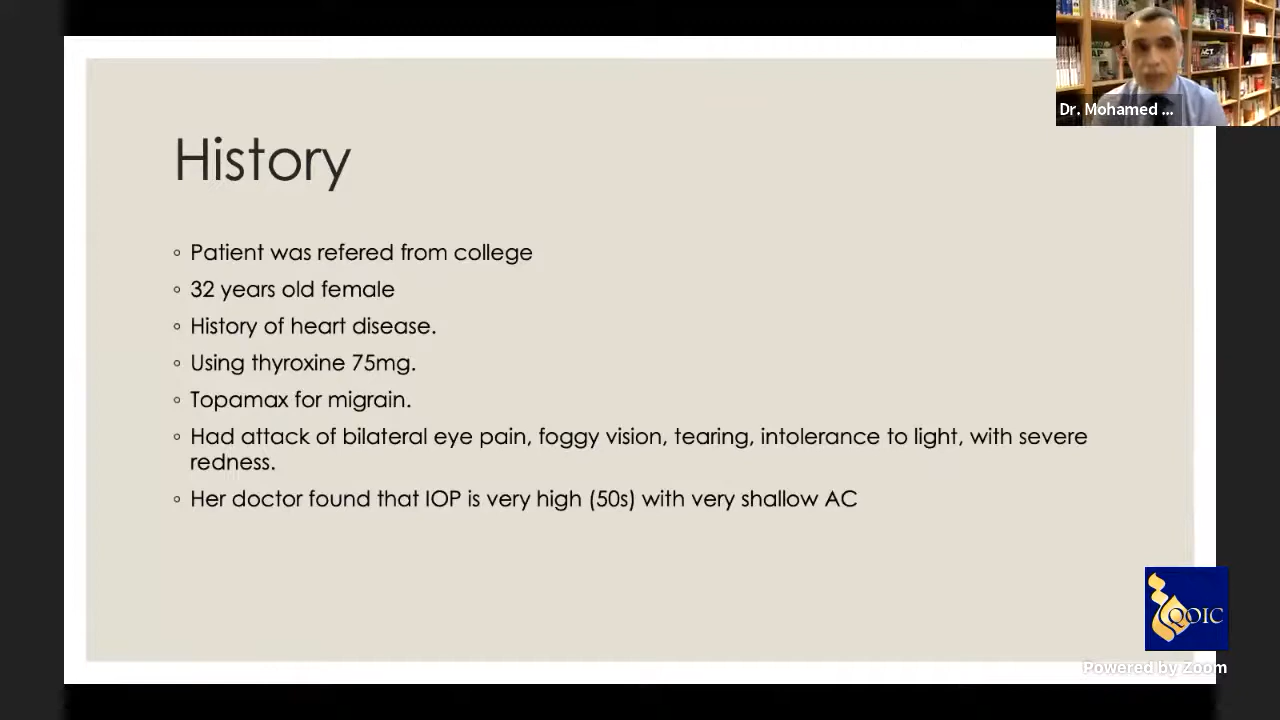 Dr. Mohamed ...
History
◦ Patient was refered from college
◦ 32 years old female
◦ History of heart disease.
◦ Using thyroxine 75mg.
◦ Topamax for migrain.
◦ Had attack of bilateral eye pain, foggy vision, tearing, intolerance to light, with severe
redness.
◦ Her doctor found that IOP is very high (50s) with very shallow AC
QOIC
Powered by Zoom